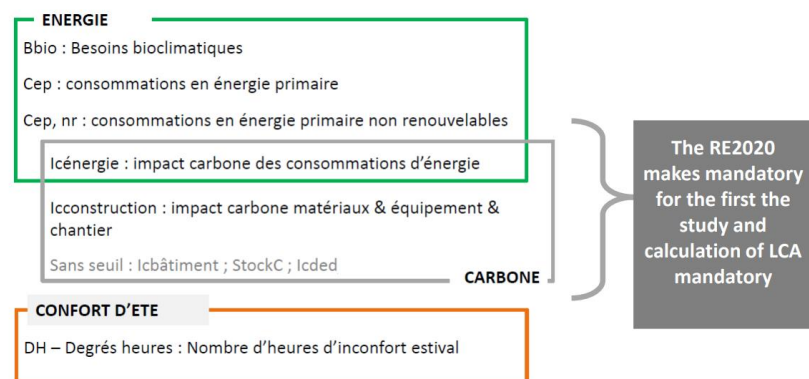 ENERGIE
Bbio : Besoins bioclimatiques
Cep : consommations en énergie primaire
Cep, nr : consommations en énergie primaire non renouvelables
Icénergie : impact carbone des consommations d’énergie
Icconstruction : impact carbone matériaux & équipement &
chantier
Sans seuil : Icbâtiment ; StockC ; Icded
CARBONE
CONFORT D’ETE
DH – Degrés heures : Nombre d’heures d’inconfort estival
The RE2020
makes mandatory
for the first the
study and
calculation of LCA
mandatory